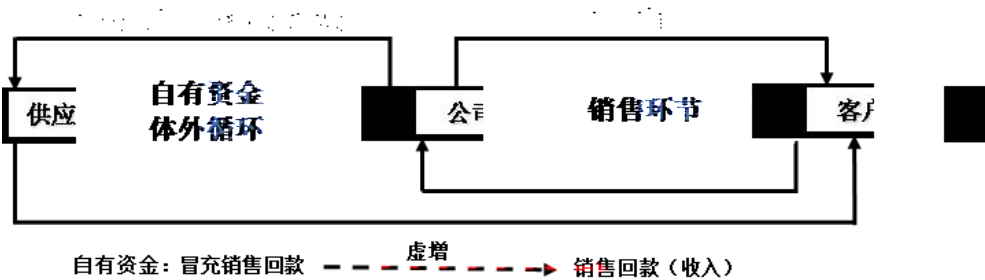 自有资金
体外循环
销售环节
供应
公司
客户
虚增
自有资金：冒充销售回款
销售回款（收入）